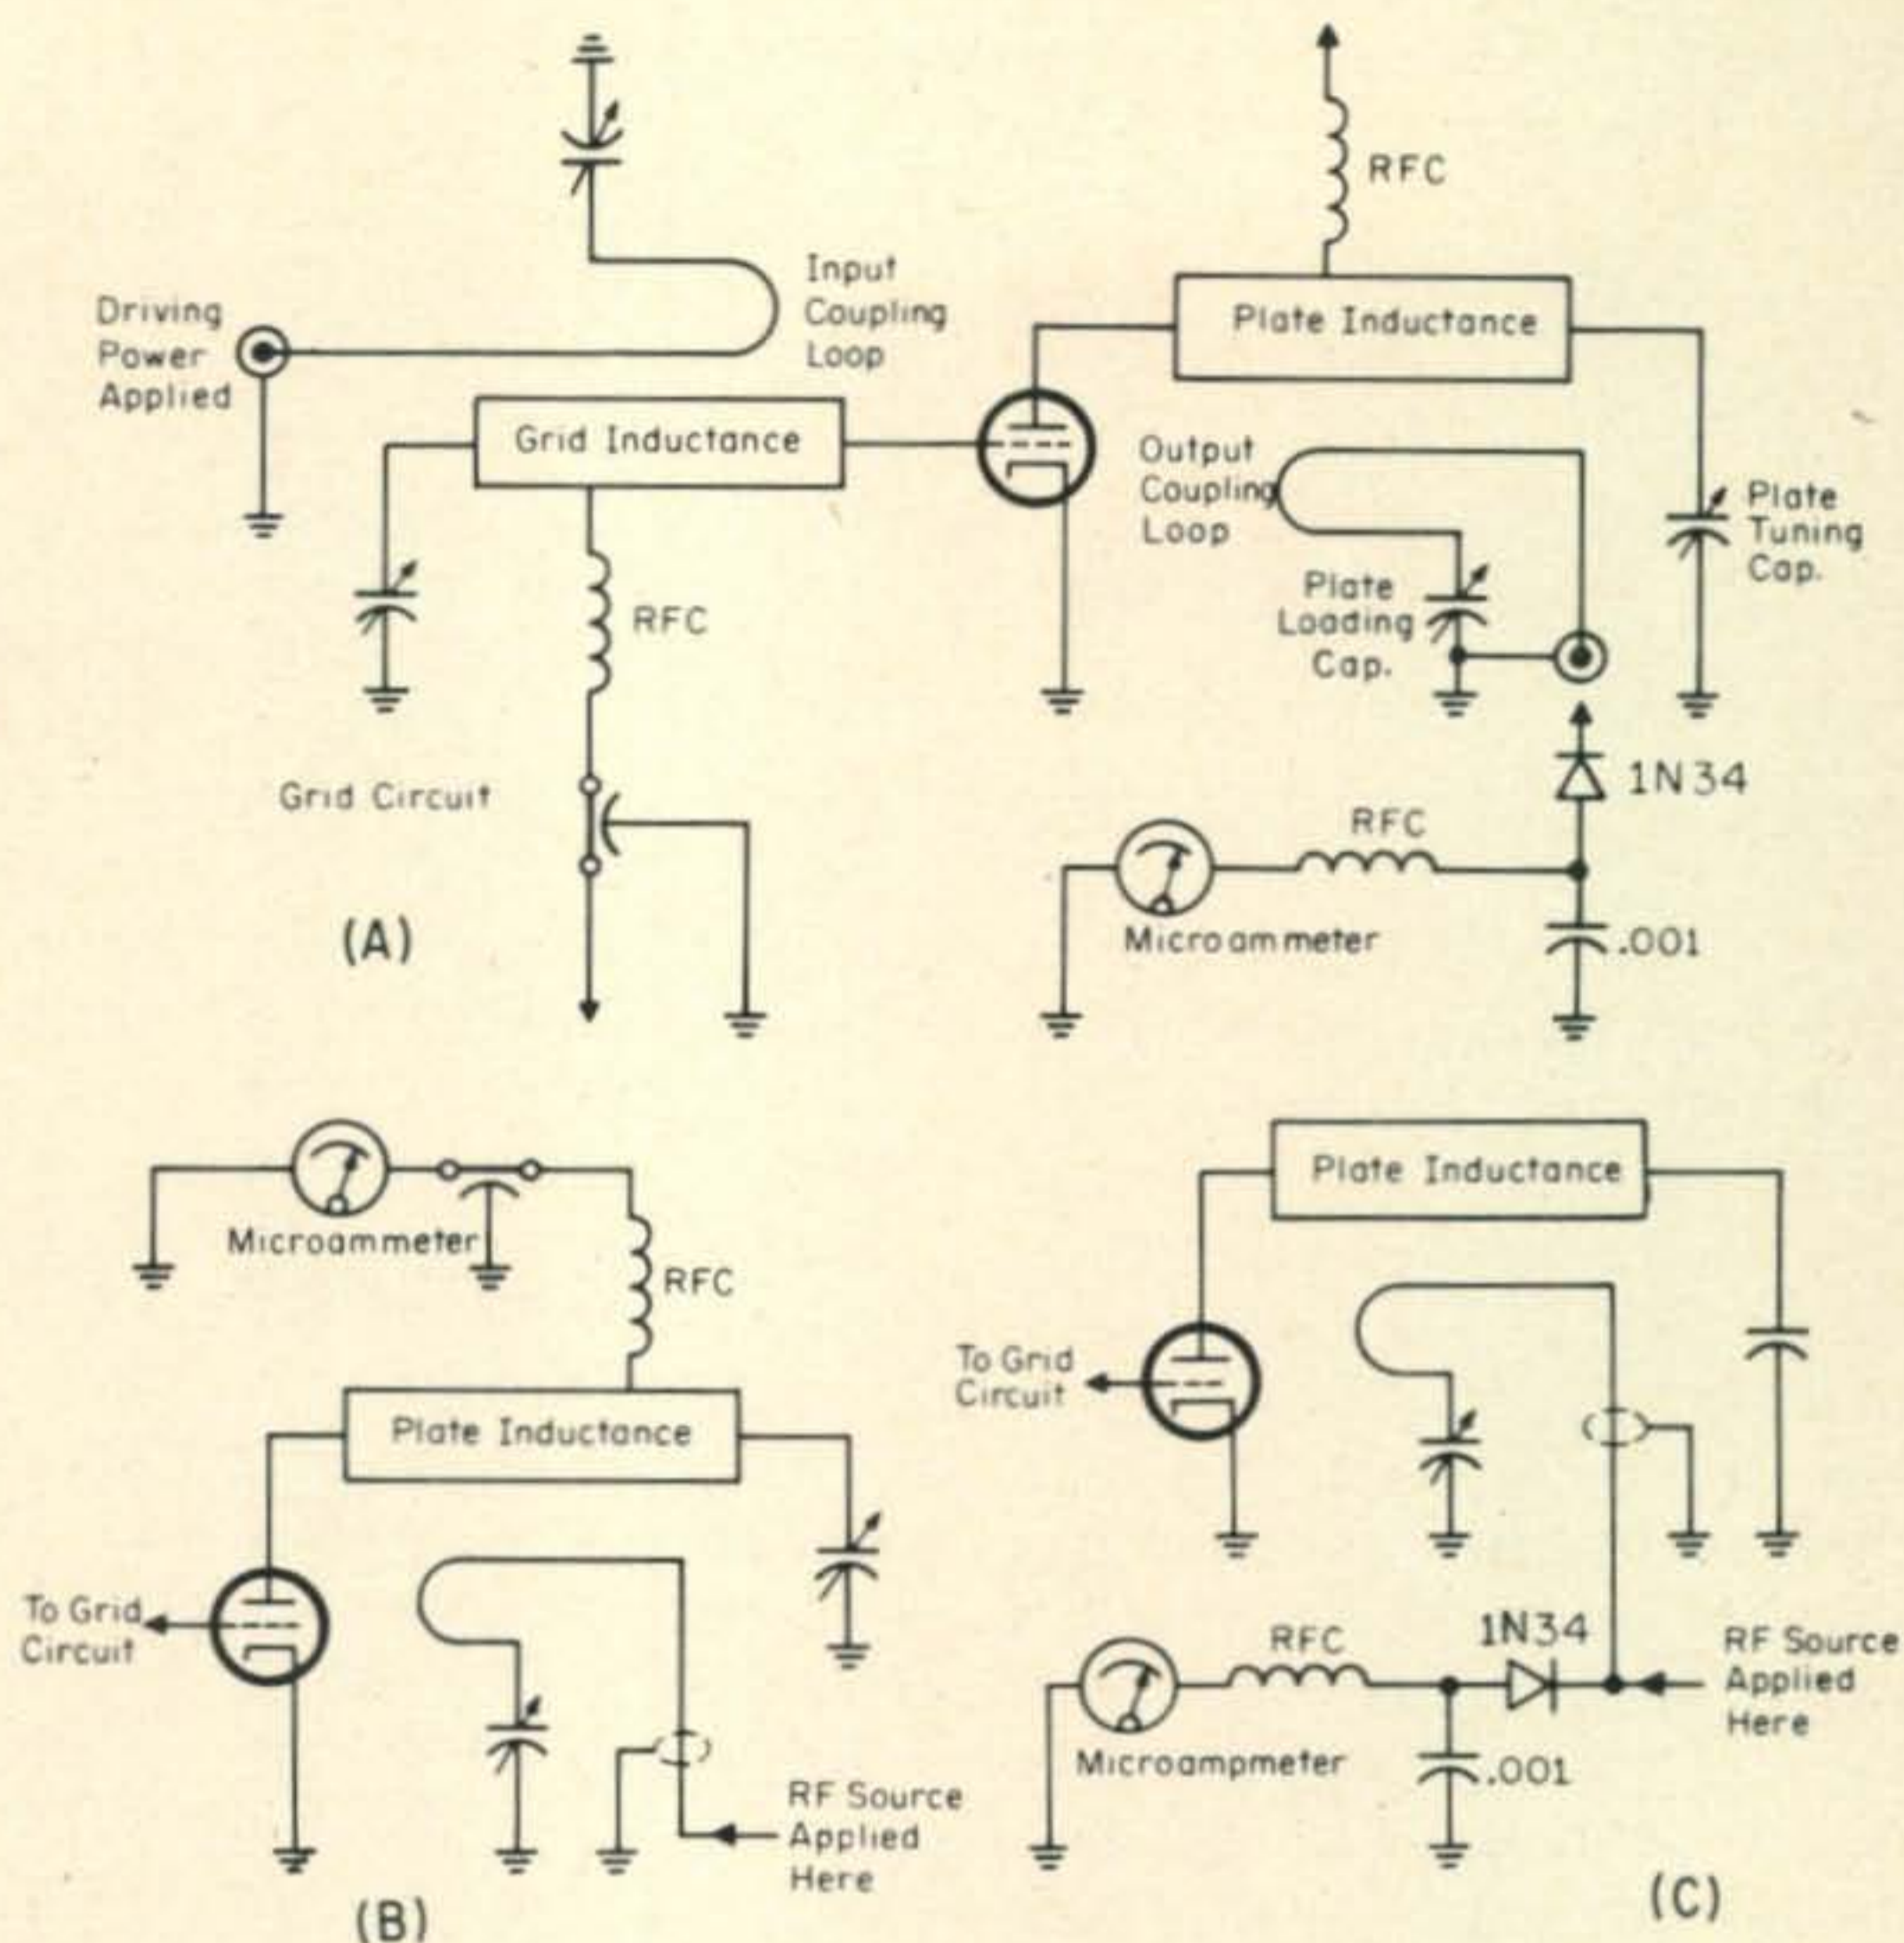 RFC
Input
Coupling
Loop
Driving
Power
Applied
Plate Inductance
Grid Inductance
Output
Coupling
Loop
Plate
Tuning
Cap.
Plate
Loading
Cap.
RFC
Grid Circuit
1N34
RFC
Microammeter
.001
(A)
Microammeter
RFC
Plate Inductance
To Grid
Circuit
RF Source
Applied
Here
(B)
Plate Inductance
To Grid
Circuit
RFC
1N34
RF Source
Applied
Here
Microampmeter
.001
(C)